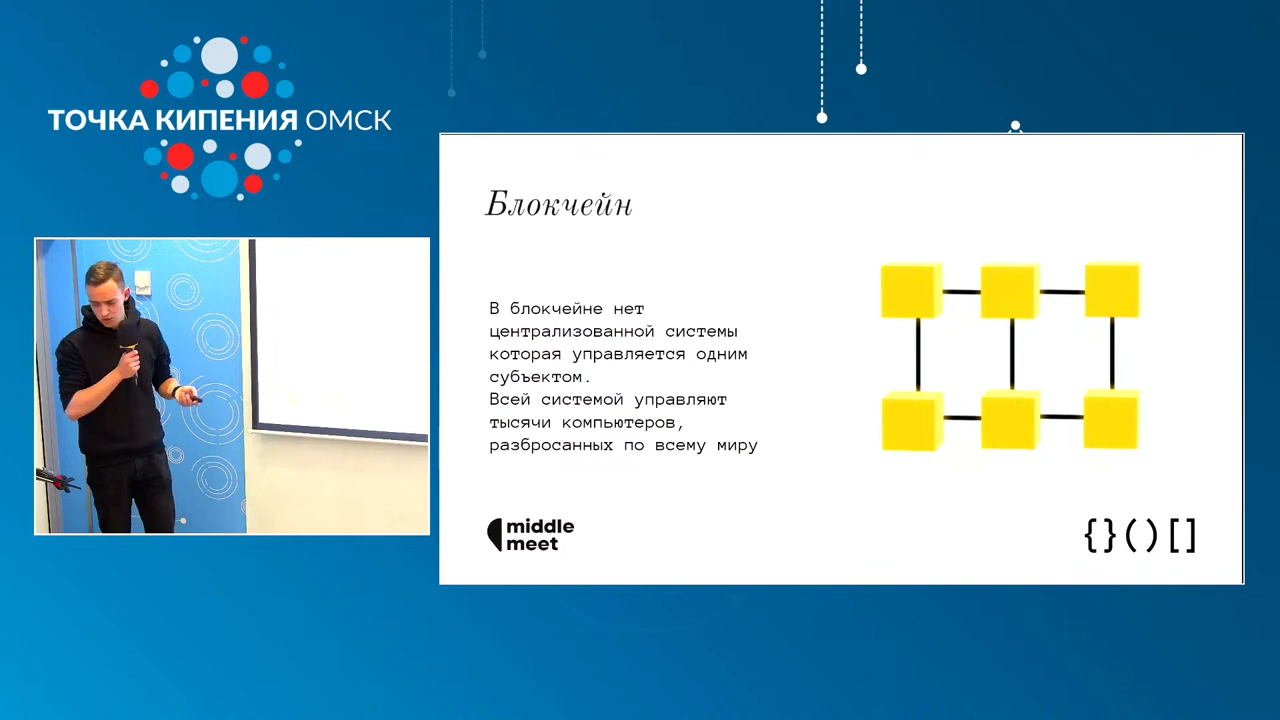 ТОЧКА КИПЕНИЯ ОМСК
Блокчейн
В блокчейне нет
централизованной системы
которая управляется одним
субъектом.
Всей системой управляют
тысячи компьютеров,
разбросанных по всему миру
middle
meet
{}()[]